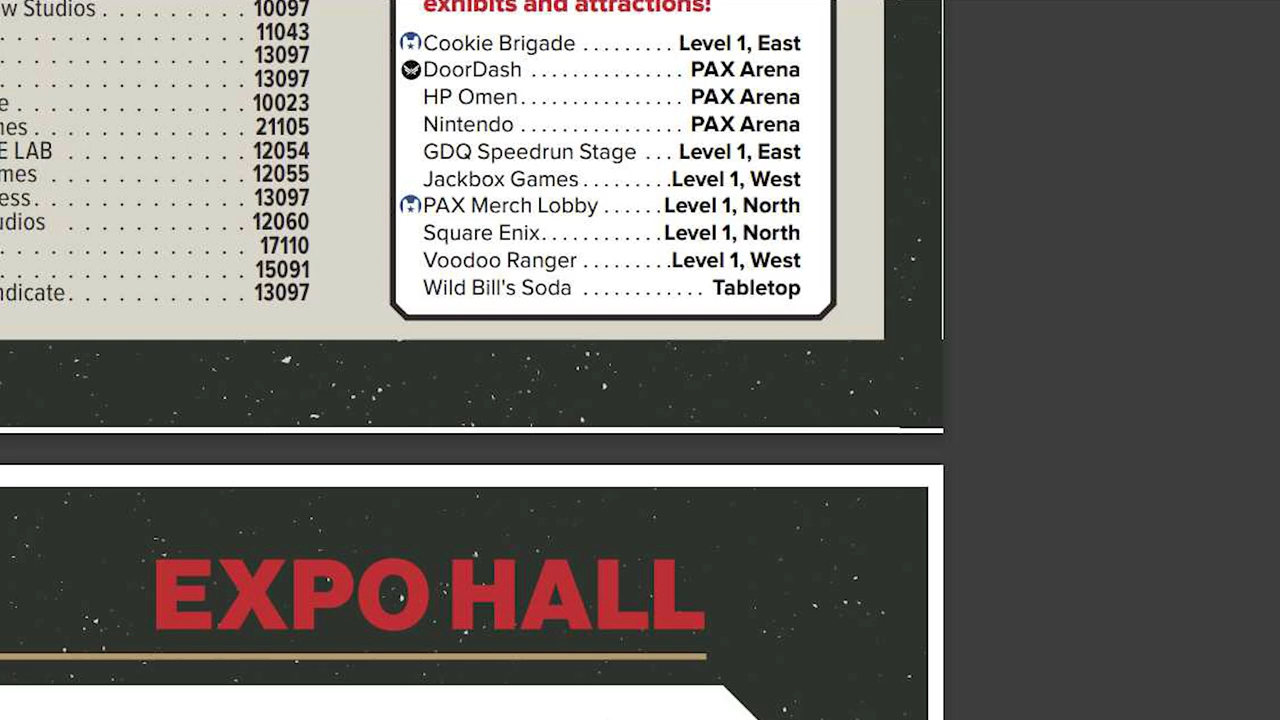 w Studios . . . . . . . . . . . . 10097
. . . . . . . . . . . . . . . . . . 11043
. . . . . . . . . . . . . . . . . . 13097
. . . . . . . . . . . . . . . . . . 13097
e . . . . . . . . . . . . . . . . . 10023
nes . . . . . . . . . . . . . . . . 21105
E LAB . . . . . . . . . . . . . . 12054
mes . . . . . . . . . . . . . . . 12055
ess. . . . . . . . . . . . . . . . 13097
udios . . . . . . . . . . . . . . 12060
. . . . . . . . . . . . . . . . . . 17110
. . . . . . . . . . . . . . . . . . 15091
ndicate. . . . . . . . . . . . . 13097
exhibits and attractions!
Cookie Brigade . . . . . . . . . Level 1, East
DoorDash . . . . . . . . . . . . . . . PAX Arena
HP Omen. . . . . . . . . . . . . . . . PAX Arena
Nintendo . . . . . . . . . . . . . . . . PAX Arena
GDQ Speedrun Stage . . . Level 1, East
Jackbox Games . . . . . . . . .Level 1, West
PAX Merch Lobby . . . . . .Level 1, North
Square Enix. . . . . . . . . . . . .Level 1, North
Voodoo Ranger . . . . . . . . .Level 1, West
Wild Bill's Soda . . . . . . . . . . . . Tabletop
EXPO HALL